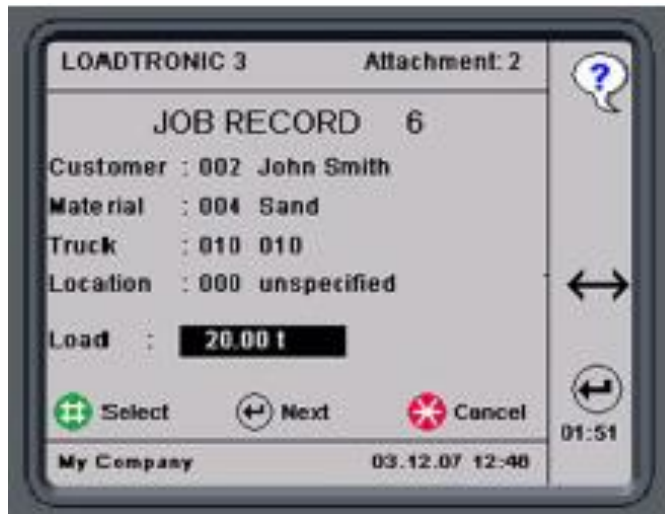 LOADTRONIC 3 Attachment: 2
?
JOB RECORD 6
Customer : 002 John Smith
Material : 004 Sand
Truck : 010 010
Location : 000 unspecified
Load : 20.00 t
Select Next Cancel
01:51
My Company 03.12.07 12:46